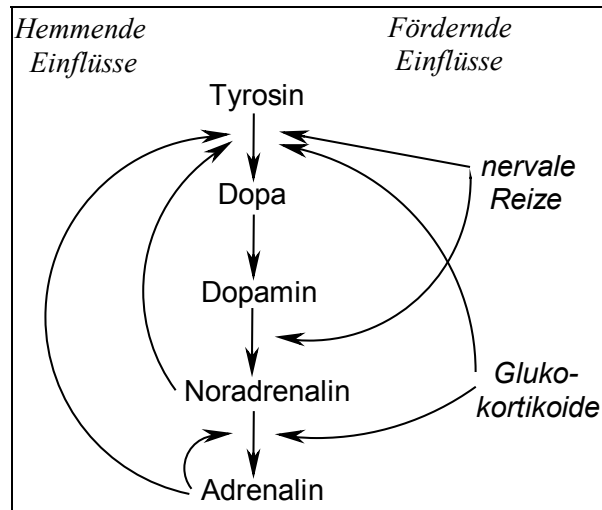 Hemmende
Einflüsse
Fördernde
Einflüsse
Tyrosin
nervale
Reize
Dopa
Dopamin
Noradrenalin
Gluko-
kortikoide
Adrenalin